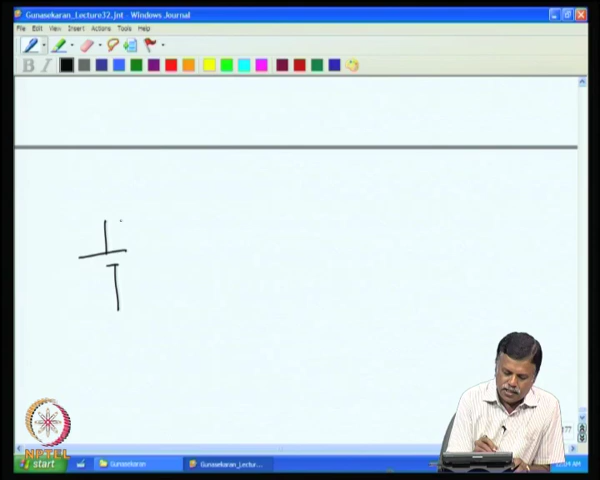 Gunasekaran_Lecture32.jnt - Windows Journal
File Edit View Insert Actions Tools Help
B I
NPTEL
start Gunasekaran Gunasekaran_Lectur...